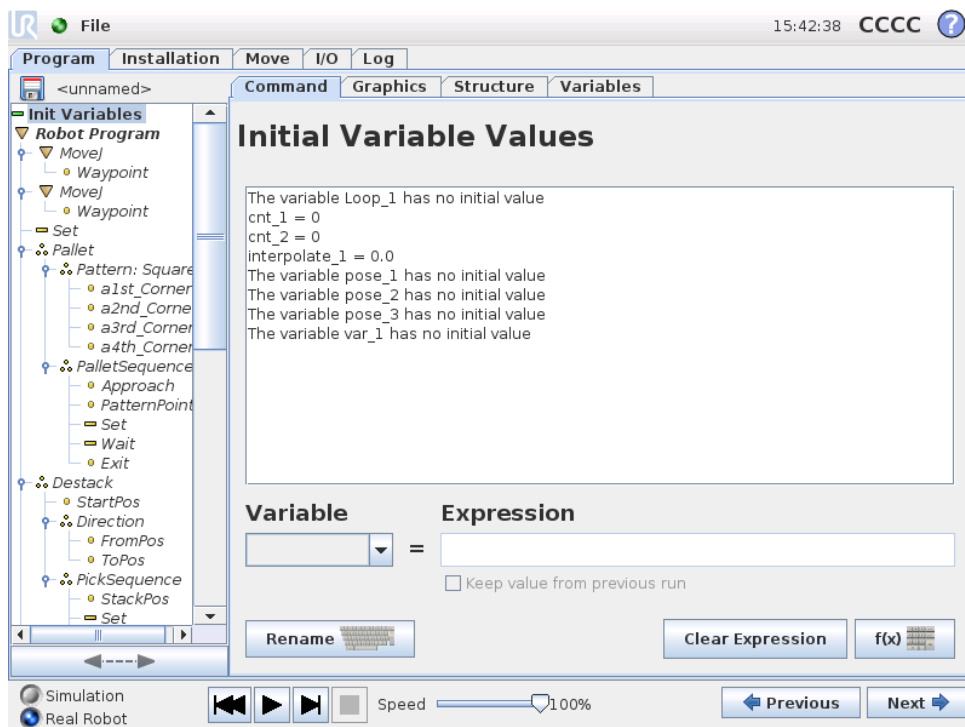 UR File 15:42:38 CCCC ?
Program Installation Move I/O Log
<unnamed> Command Graphics Structure Variables
Init Variables
Robot Program
MoveJ
Waypoint
MoveJ
Waypoint
Set
Pallet
Pattern: Square
a1st_Corner
a2nd_Corne
a3rd_Corner
a4th_Corner
PalletSequence
Approach
PatternPoint
Set
Wait
Exit
Destack
StartPos
Direction
FromPos
ToPos
PickSequence
StackPos
Set
Initial Variable Values
The variable Loop_1 has no initial value
cnt_1 = 0
cnt_2 = 0
interpolate_1 = 0.0
The variable pose_1 has no initial value
The variable pose_2 has no initial value
The variable pose_3 has no initial value
The variable var_1 has no initial value
Variable Expression
=
Keep value from previous run
Rename Clear Expression f(x)
Simulation
Real Robot
Speed 100%
Previous Next